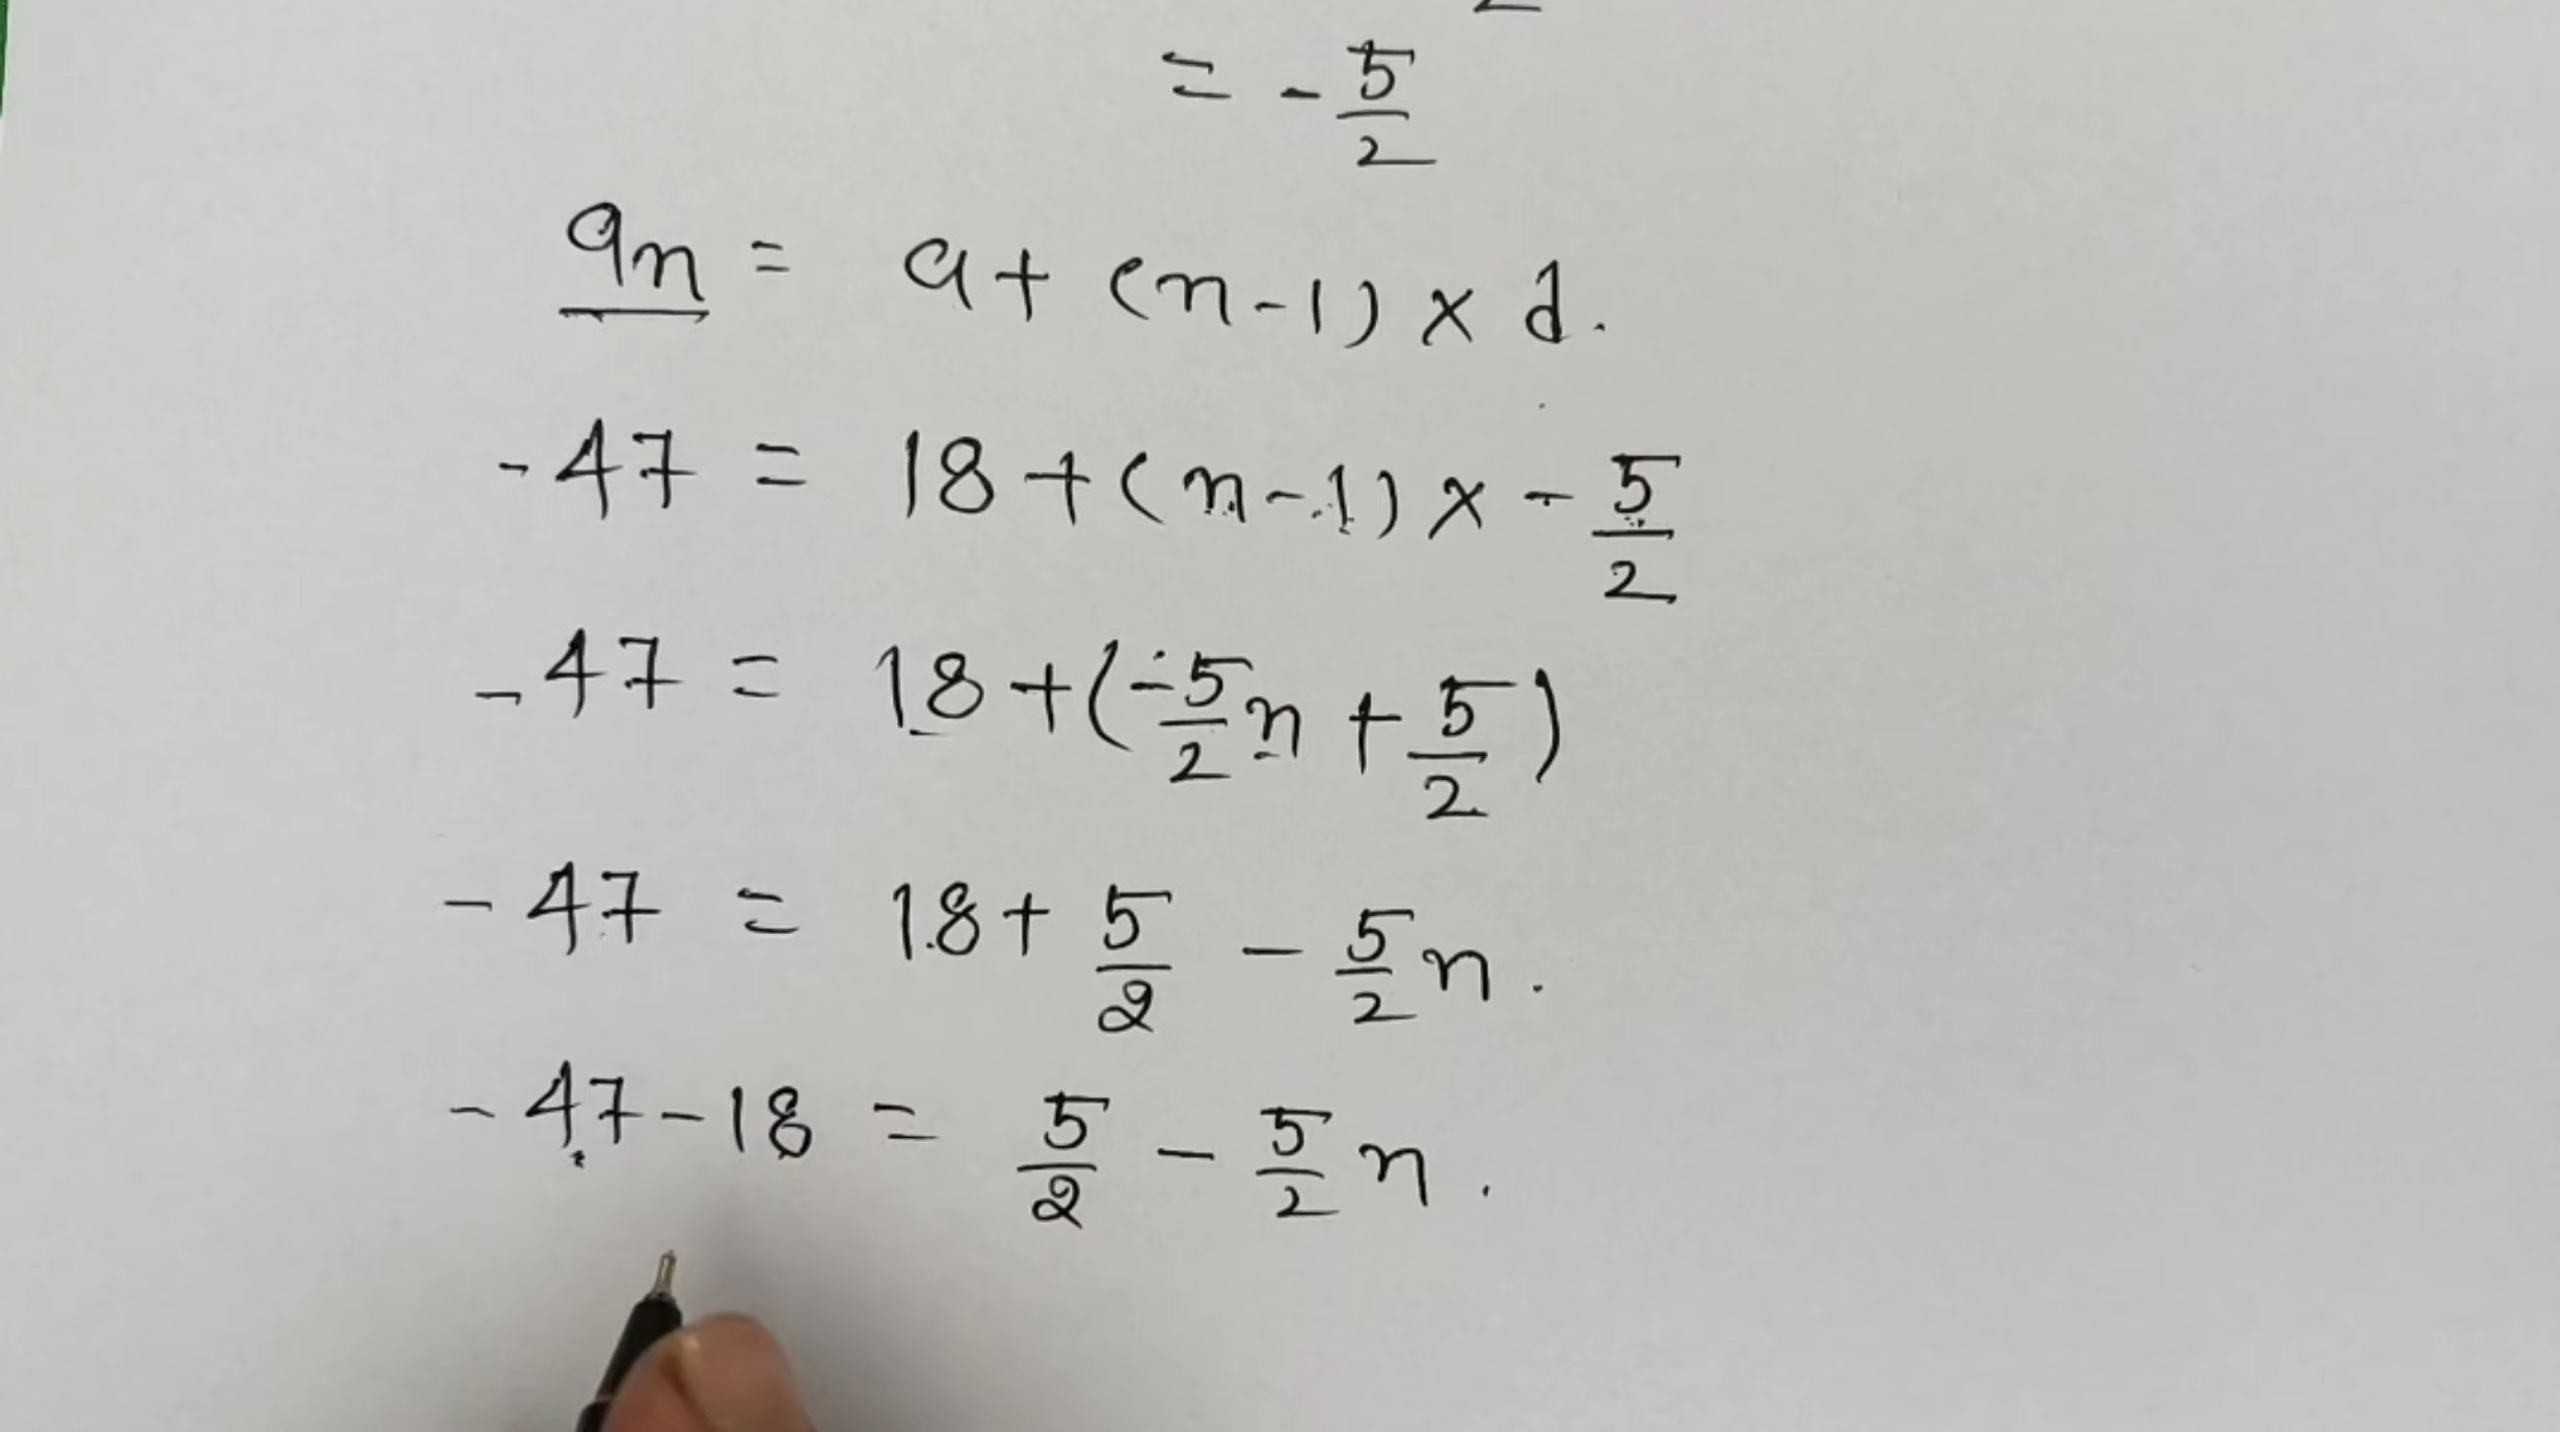 = - 5/2
an = a + (n-1) × d.
-47 = 18 + (n-1) × - 5/2
-47 = 18 + (-5/2 n + 5/2)
-47 = 18 + 5/2 - 5/2 n.
-47-18 = 5/2 - 5/2 n.